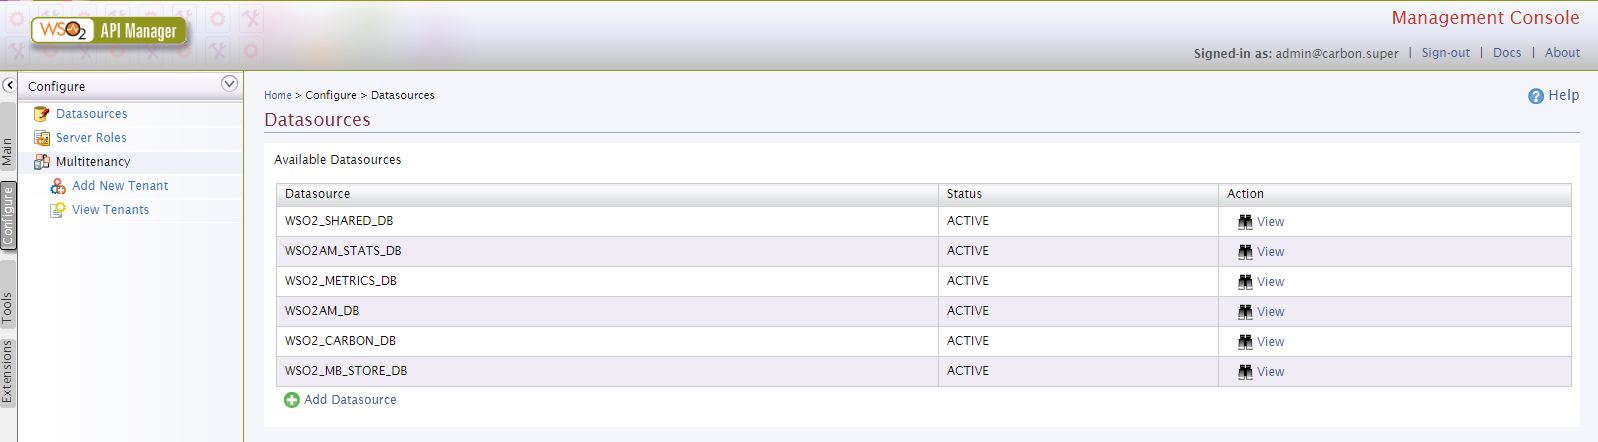 WSO2 API Manager
Management Console
Signed-in as: admin@carbon.super | Sign-out | Docs | About
Main
Configure
Tools
Extensions
Configure
Datasources
Server Roles
Multitenancy
Add New Tenant
View Tenants
Home > Configure > Datasources
Help
Datasources
Available Datasources
Datasource Status Action
WSO2_SHARED_DB ACTIVE View
WSO2AM_STATS_DB ACTIVE View
WSO2_METRICS_DB ACTIVE View
WSO2AM_DB ACTIVE View
WSO2_CARBON_DB ACTIVE View
WSO2_MB_STORE_DB ACTIVE View
Add Datasource